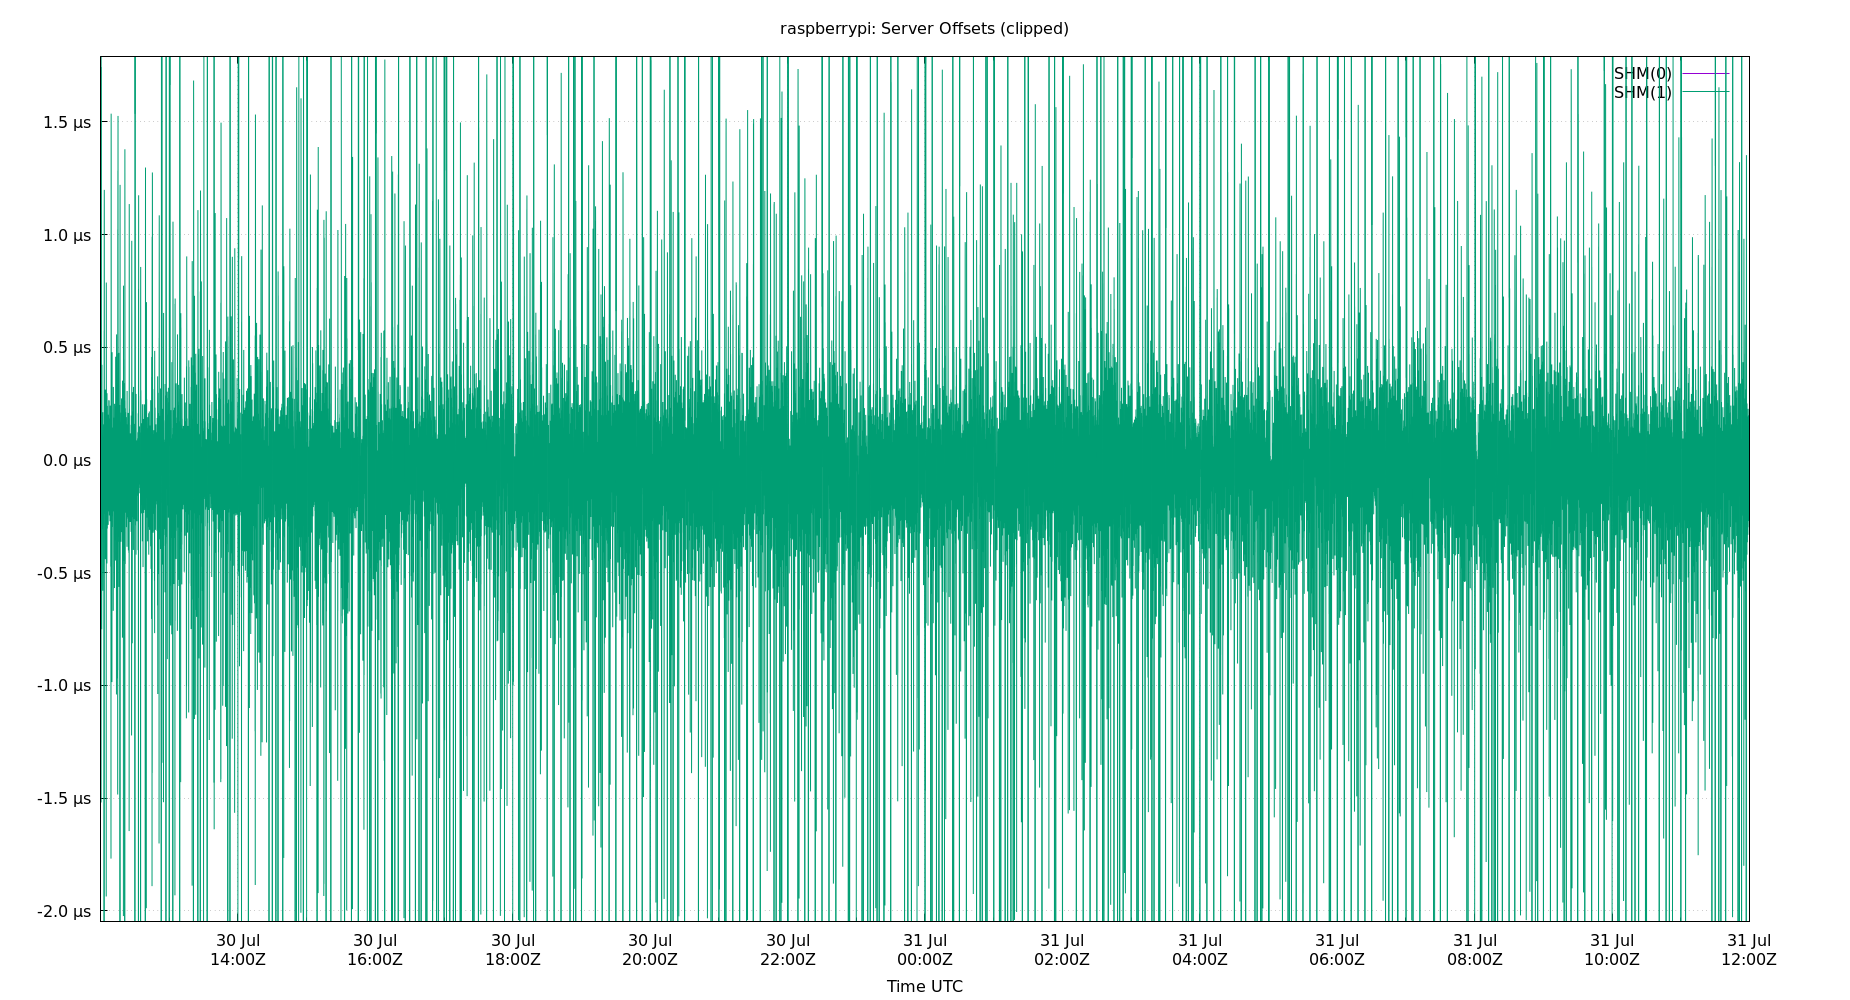 raspberrypi: Server Offsets (clipped)
SHM(0)
SHM(1)
1.5 µs
1.0 µs
0.5 µs
0.0 µs
-0.5 µs
-1.0 µs
-1.5 µs
-2.0 µs
30 Jul 30 Jul 30 Jul 30 Jul 30 Jul 31 Jul 31 Jul 31 Jul 31 Jul 31 Jul 31 Jul 31 Jul
14:00Z 16:00Z 18:00Z 20:00Z 22:00Z 00:00Z 02:00Z 04:00Z 06:00Z 08:00Z 10:00Z 12:00Z
Time UTC